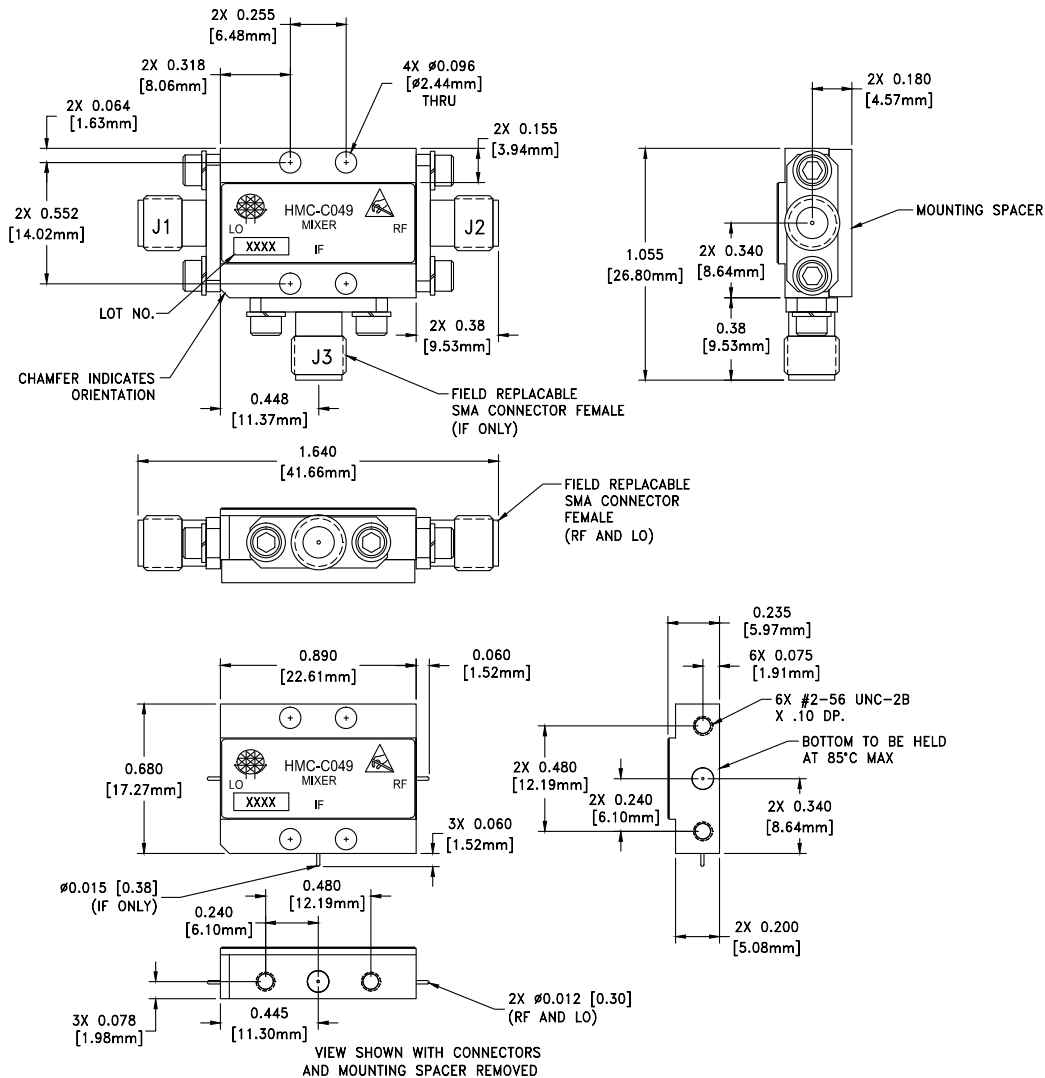 2X 0.255
[6.48mm]
2X 0.318
[8.06mm]
4X ø0.096
[ø2.44mm]
THRU
2X 0.064
[1.63mm]
2X 0.155
[3.94mm]
2X 0.552
[14.02mm]
J1
J2
HMC-C049
MIXER
LO
RF
XXXX
IF
LOT NO.
2X 0.38
[9.53mm]
J3
CHAMFER INDICATES
ORIENTATION
0.448
[11.37mm]
FIELD REPLACABLE
SMA CONNECTOR FEMALE
(IF ONLY)
2X 0.180
[4.57mm]
MOUNTING SPACER
1.055
[26.80mm]
2X 0.340
[8.64mm]
0.38
[9.53mm]
1.640
[41.66mm]
FIELD REPLACABLE
SMA CONNECTOR
FEMALE
(RF AND LO)
0.890
[22.61mm]
0.060
[1.52mm]
HMC-C049
MIXER
LO
RF
XXXX
IF
0.680
[17.27mm]
3X 0.060
[1.52mm]
ø0.015 [0.38]
(IF ONLY)
0.480
[12.19mm]
0.240
[6.10mm]
3X 0.078
[1.98mm]
0.445
[11.30mm]
2X ø0.012 [0.30]
(RF AND LO)
0.235
[5.97mm]
6X 0.075
[1.91mm]
6X #2-56 UNC-2B
X .10 DP.
BOTTOM TO BE HELD
AT 85°C MAX
2X 0.480
[12.19mm]
2X 0.240
[6.10mm]
2X 0.340
[8.64mm]
2X 0.200
[5.08mm]
VIEW SHOWN WITH CONNECTORS
AND MOUNTING SPACER REMOVED